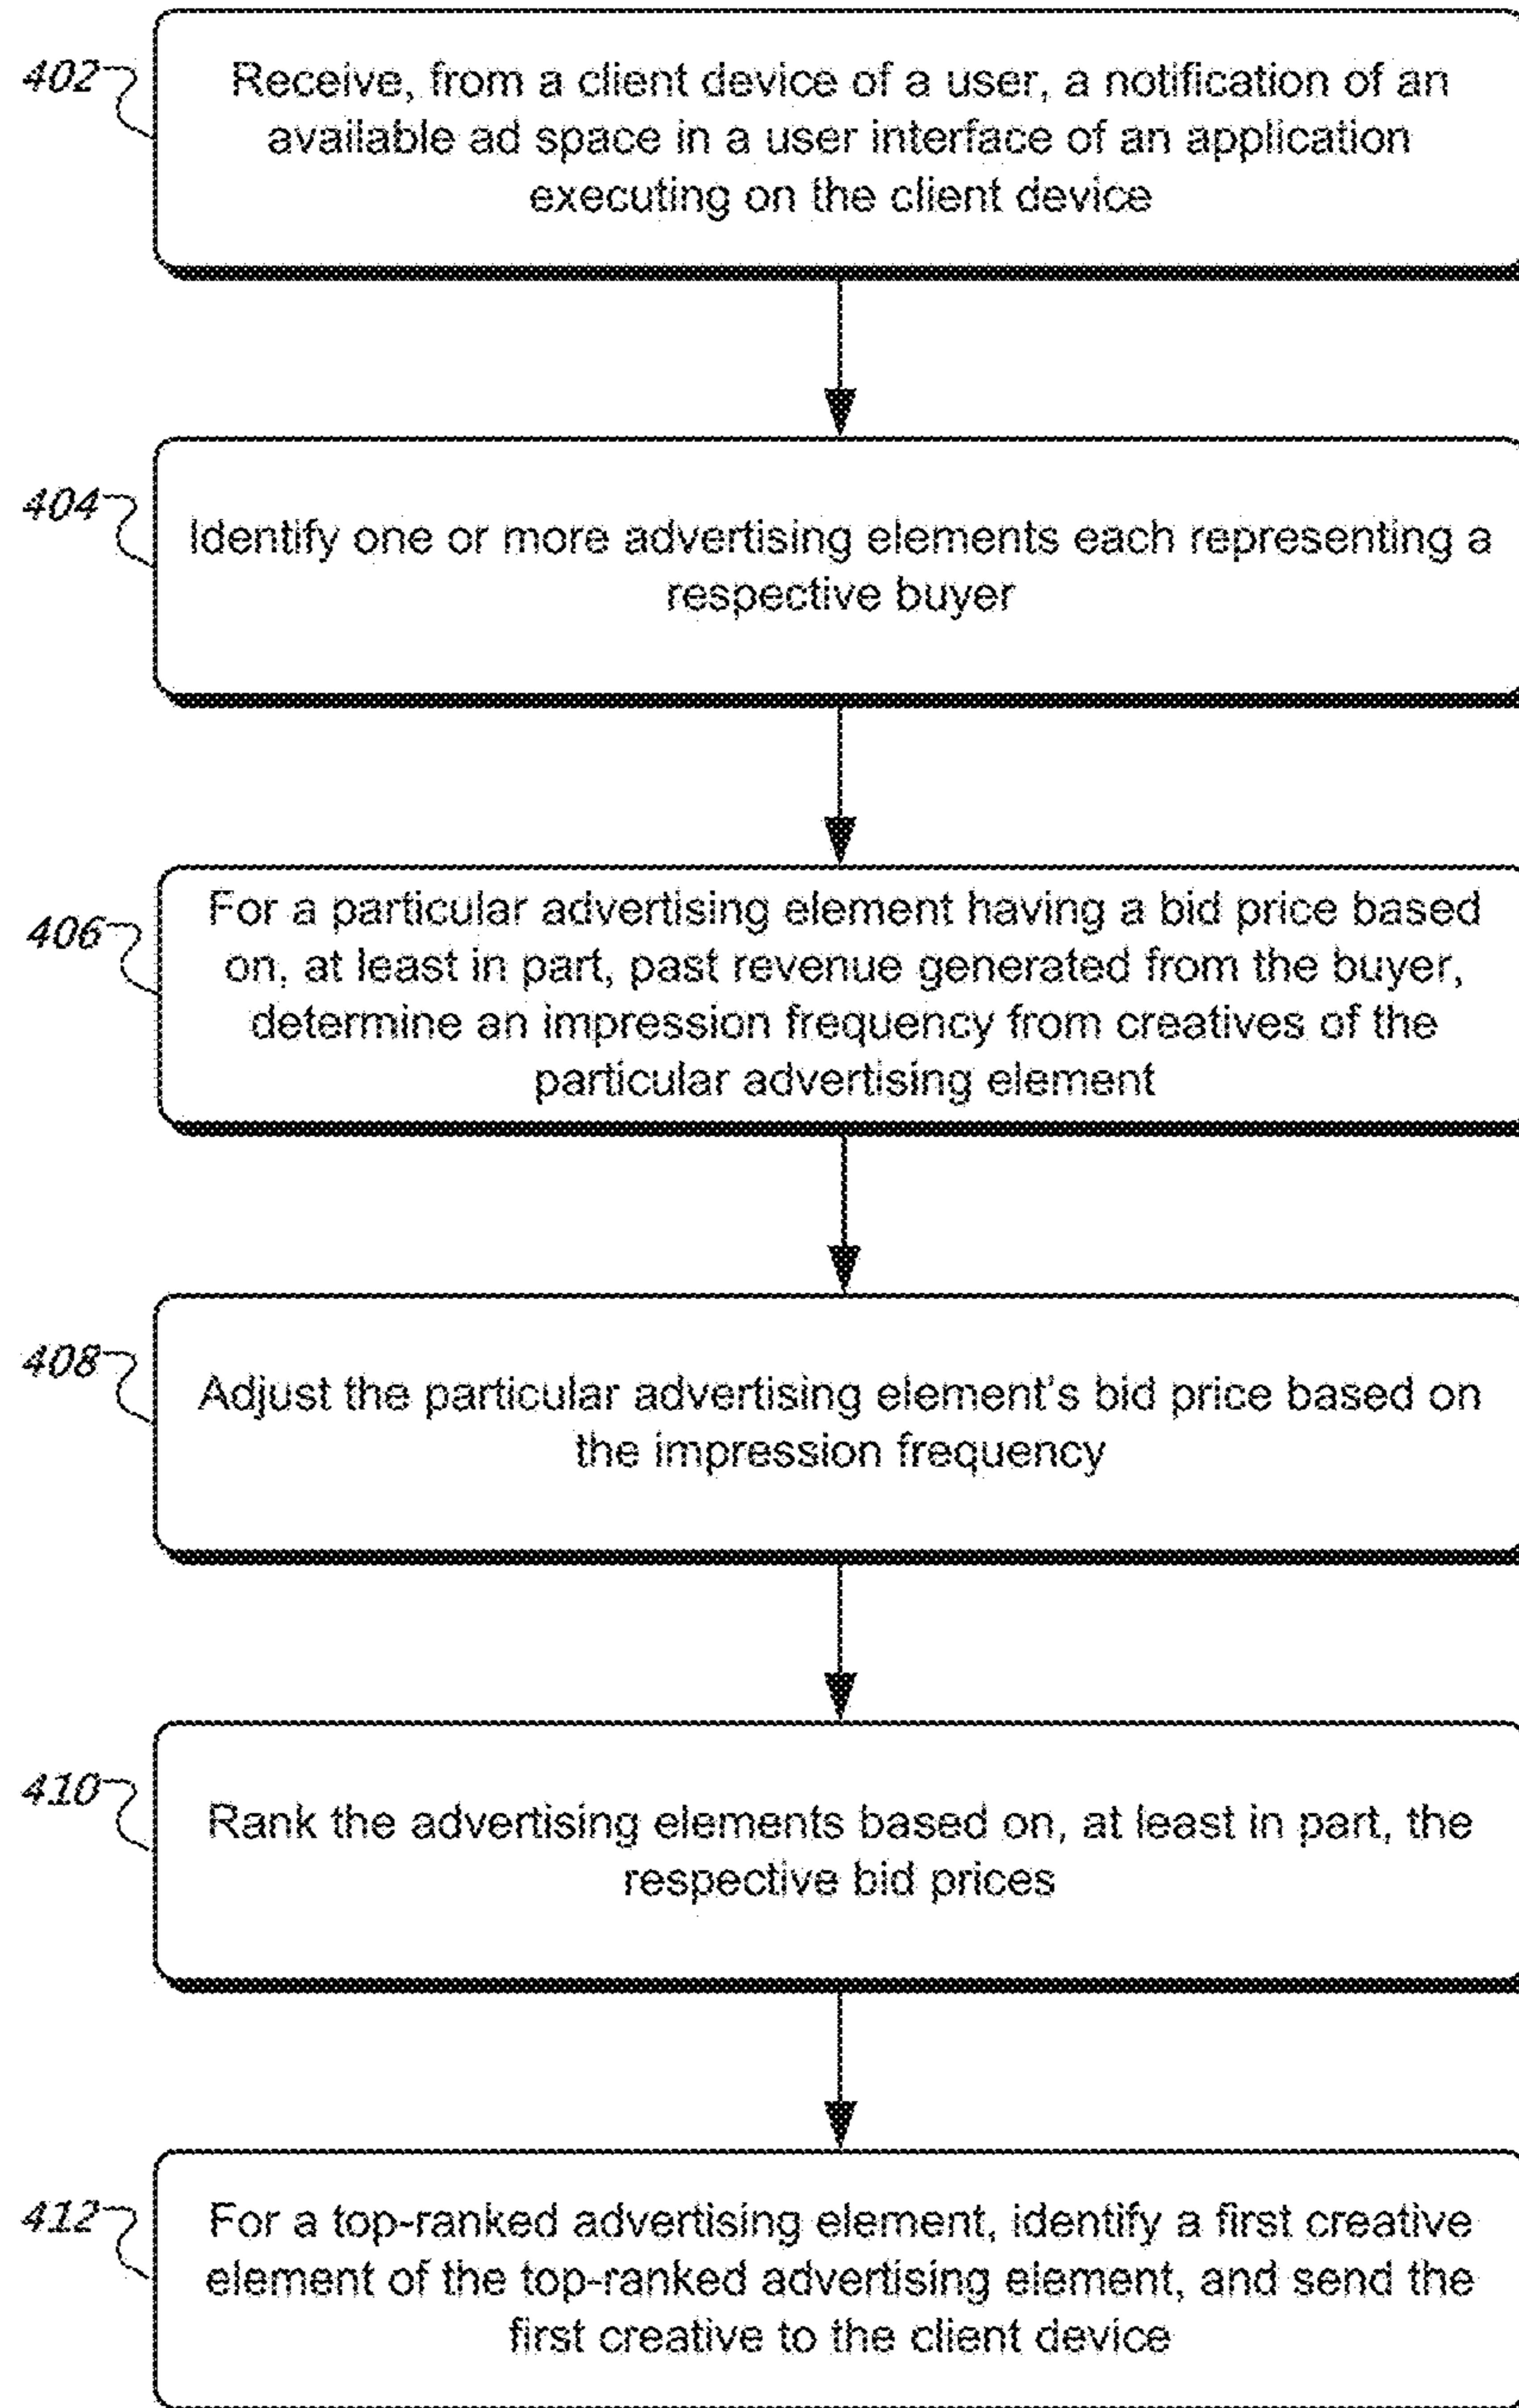 402
Receive, from a client device of a user, a notification of an
available ad space in a user interface of an application
executing on the client device
404
Identify one or more advertising elements each representing a
respective buyer
406
For a particular advertising element having a bid price based
on, at least in part, past revenue generated from the buyer,
determine an impression frequency from creatives of the
particular advertising element
408
Adjust the particular advertising element's bid price based on
the impression frequency
410
Rank the advertising elements based on, at least in part, the
respective bid prices
412
For a top-ranked advertising element, identify a first creative
element of the top-ranked advertising element, and send the
first creative to the client device